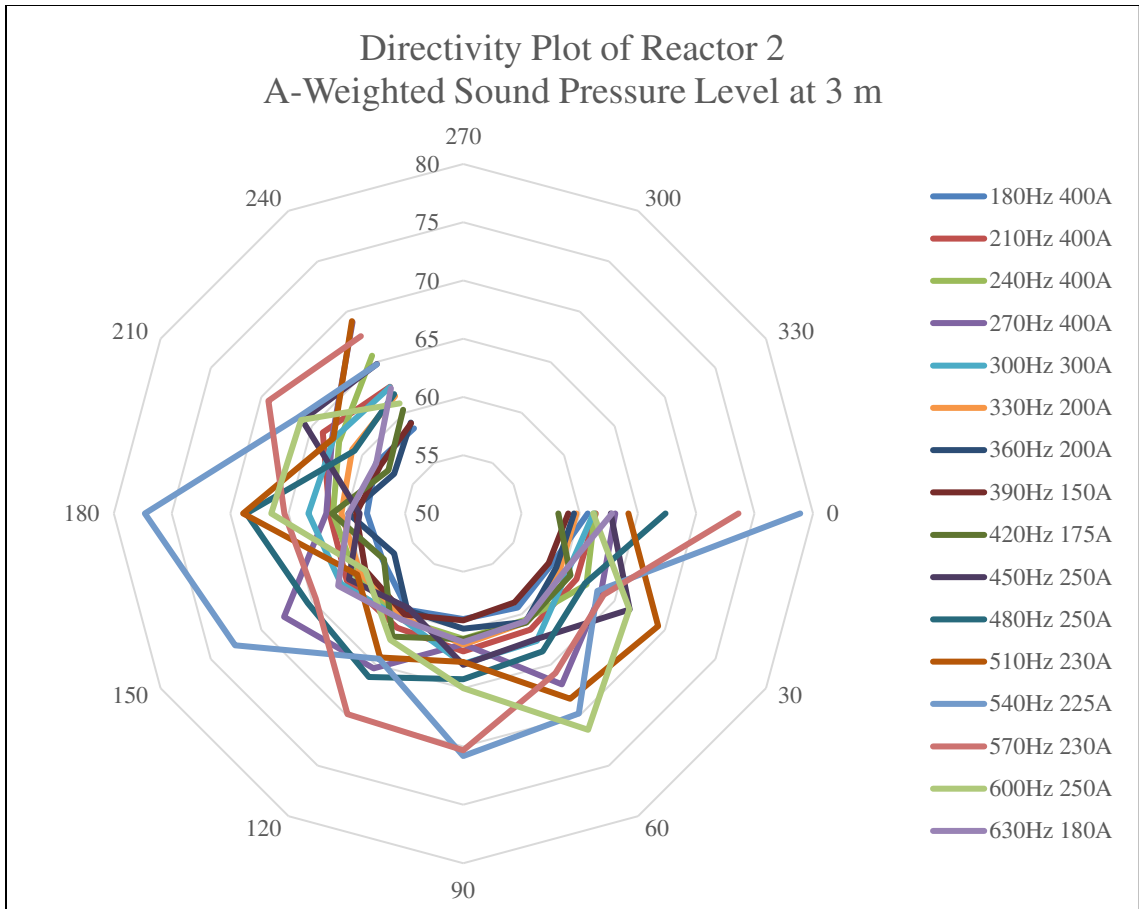 Directivity Plot of Reactor 2
A-Weighted Sound Pressure Level at 3 m
270
80
240
300
75
70
210
65
330
60
55
180
50
0
150
30
120
60
90
180Hz 400A
210Hz 400A
240Hz 400A
270Hz 400A
300Hz 300A
330Hz 200A
360Hz 200A
390Hz 150A
420Hz 175A
450Hz 250A
480Hz 250A
510Hz 230A
540Hz 225A
570Hz 230A
600Hz 250A
630Hz 180A